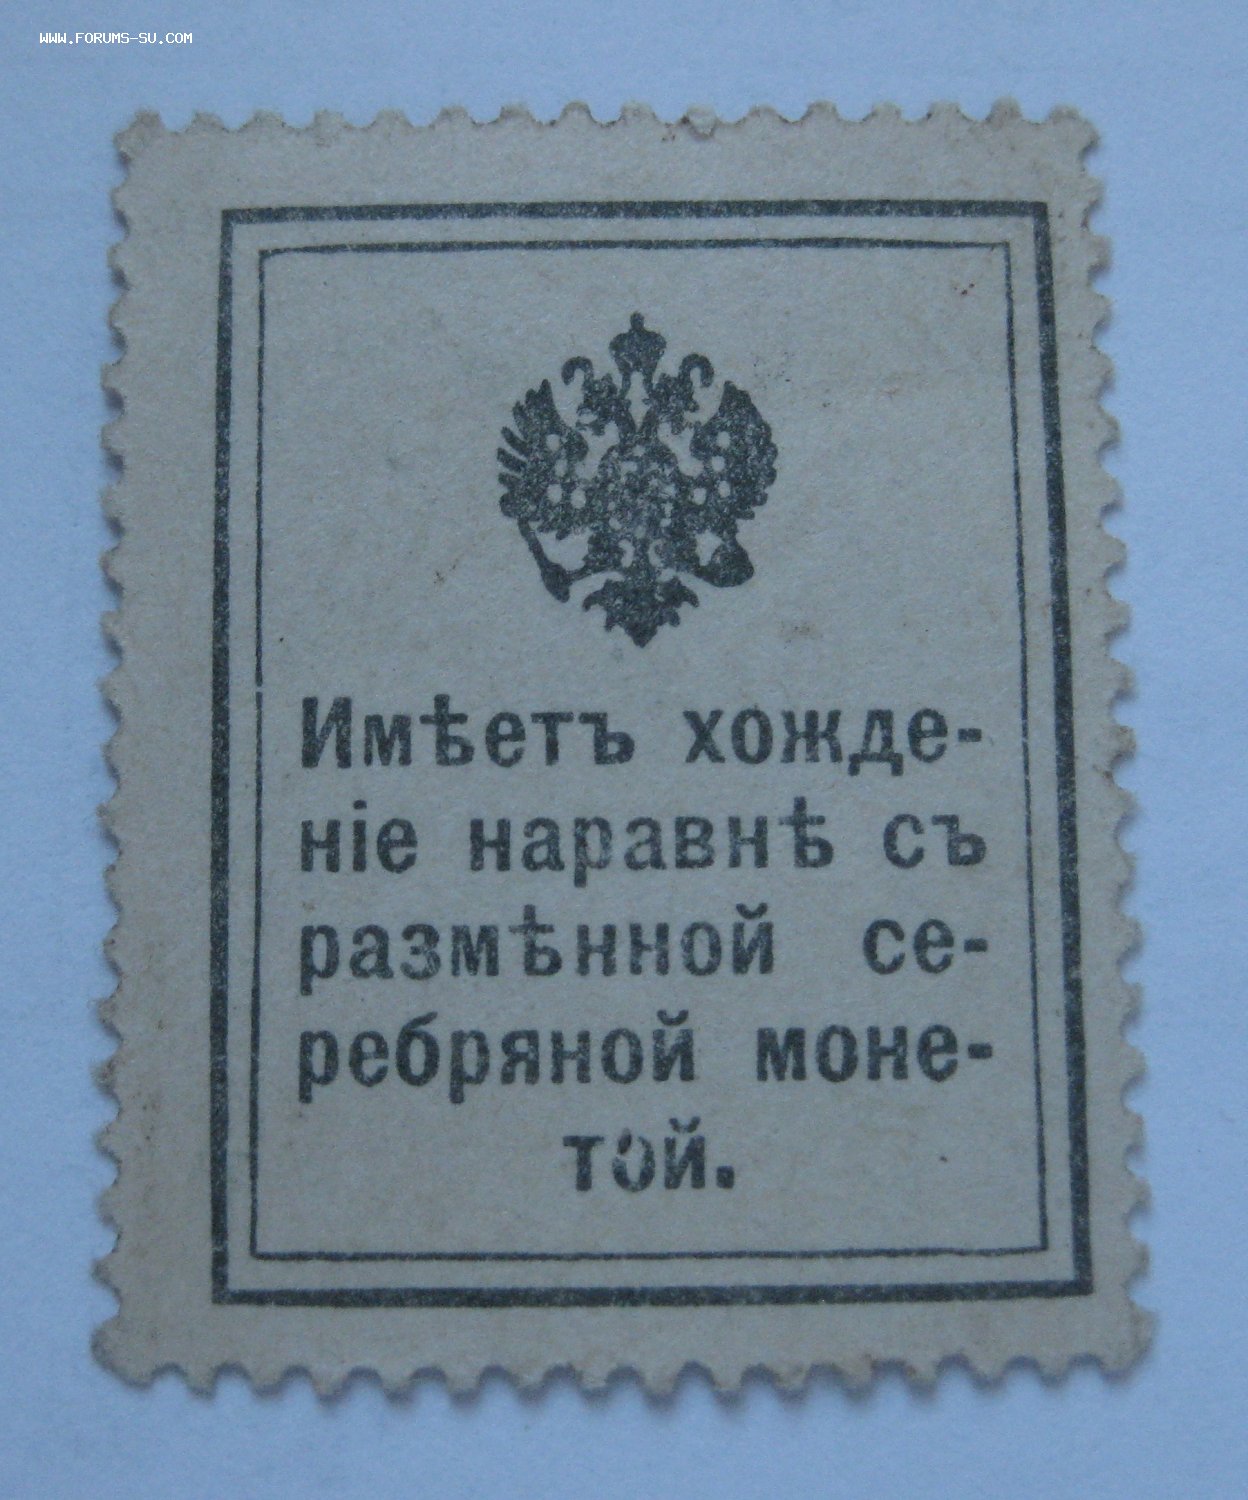 WWW.FORUMS-SU.COM
Имѣетъ хожде-
ніе наравнѣ съ
размѣнной се-
ребряной моне-
той.